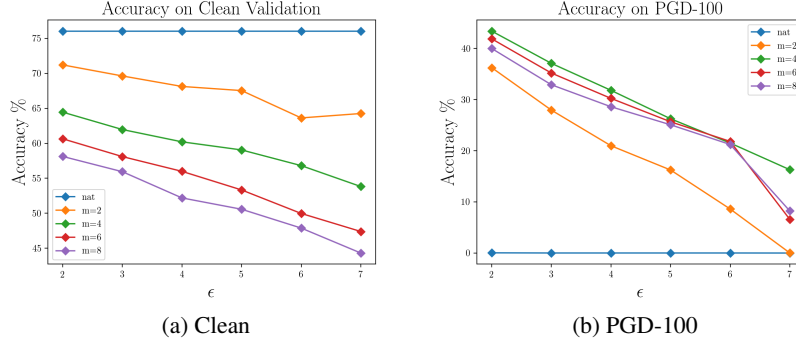 Accuracy on Clean Validation
Accuracy %
75
70
65
60
55
50
45
nat
m=2
m=4
m=6
m=8
2 3 4 5 6 7
ϵ
(a) Clean
Accuracy on PGD-100
Accuracy %
40
30
20
10
0
nat
m=2
m=4
m=6
m=8
2 3 4 5 6 7
ϵ
(b) PGD-100